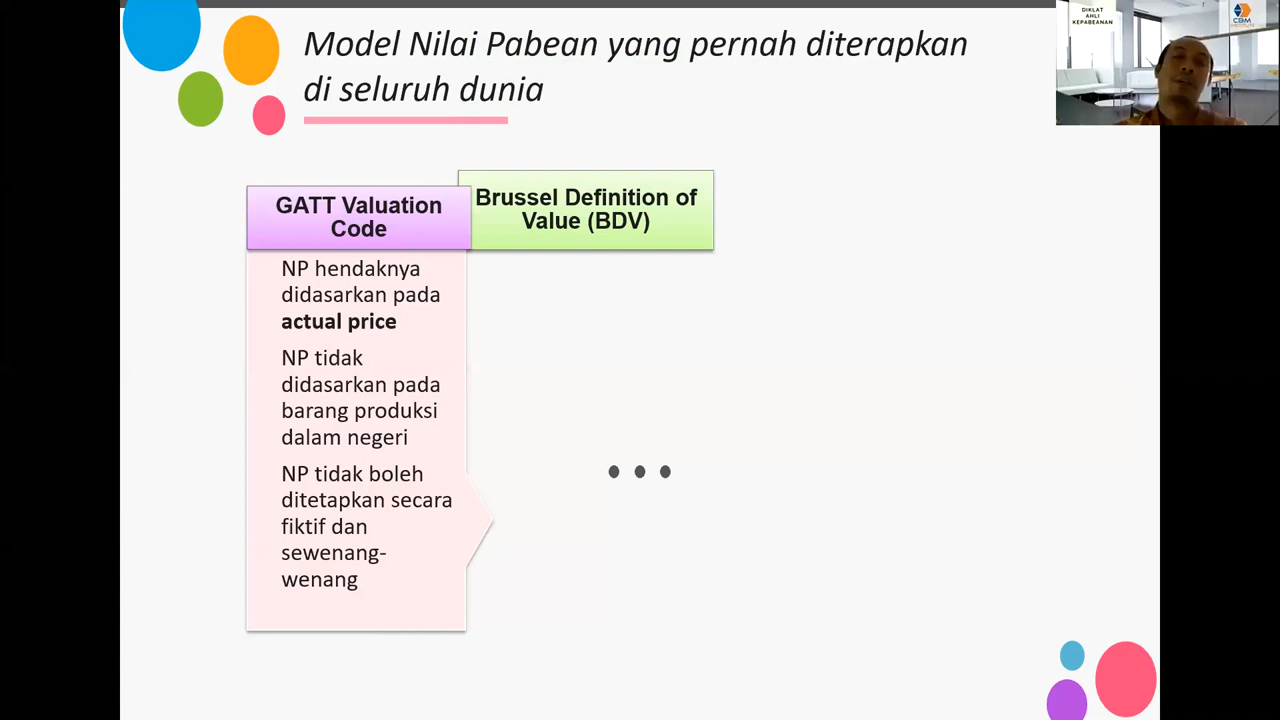 Model Nilai Pabean yang pernah diterapkan
di seluruh dunia
DIKLAT
AHLI
KEPABEANAN
CBM
GATT Valuation
Code
NP hendaknya
didasarkan pada
actual price
NP tidak
didasarkan pada
barang produksi
dalam negeri
NP tidak boleh
ditetapkan secara
fiktif dan
sewenang-
wenang
Brussel Definition of
Value (BDV)